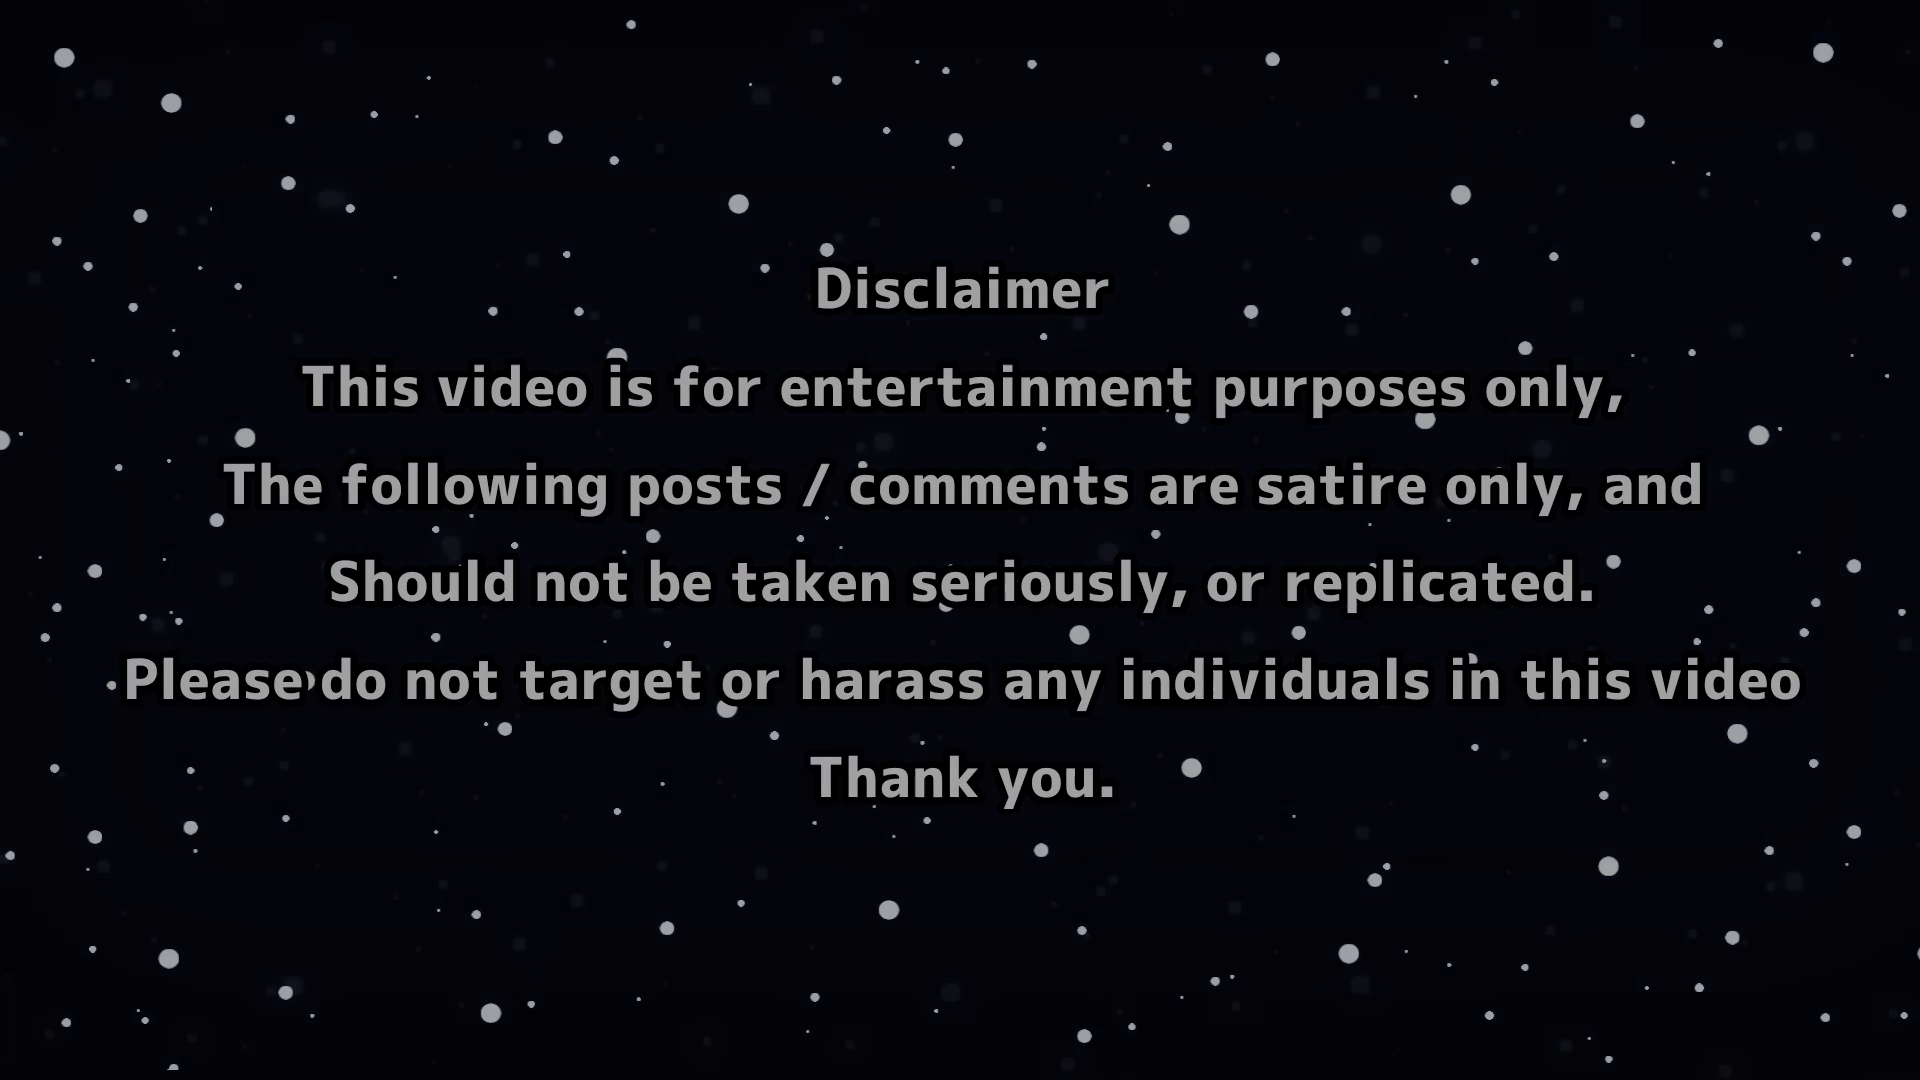 Disclaimer
This video is for entertainment purposes only,
The following posts / comments are satire only, and
Should not be taken seriously, or replicated.
Please do not target or harass any individuals in this video
Thank you.